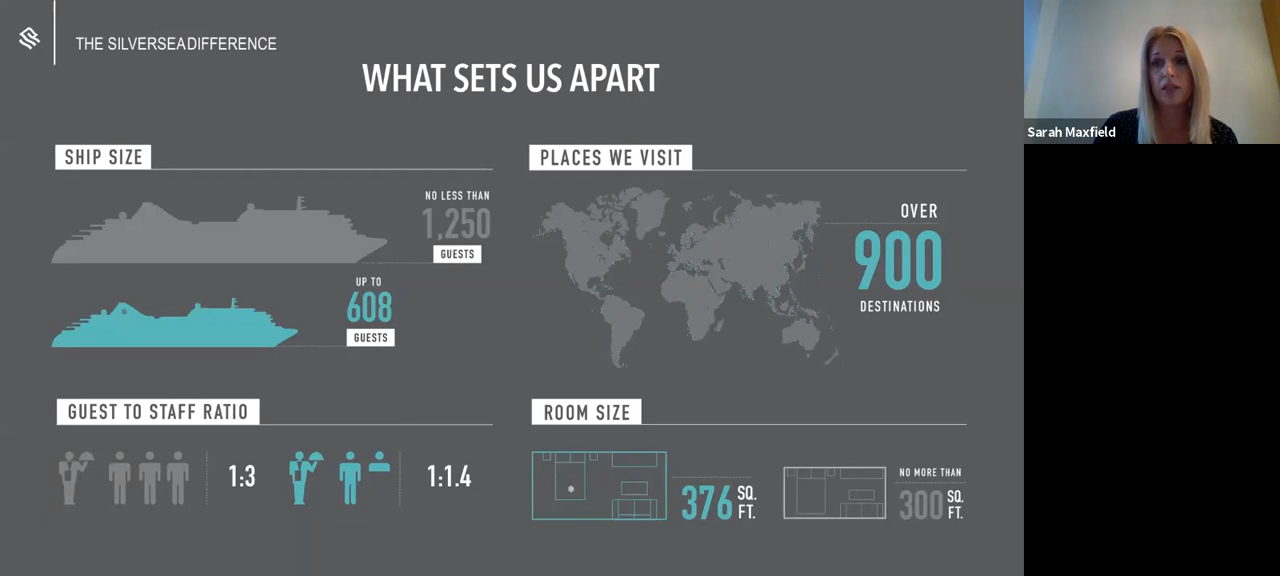 THE SILVERSEADIFFERENCE
WHAT SETS US APART
SHIP SIZE
NO LESS THAN
1,250
GUESTS
UP TO
608
GUESTS
PLACES WE VISIT
OVER
900
DESTINATIONS
GUEST TO STAFF RATIO
1:3
1:1.4
ROOM SIZE
376 SQ. FT.
NO MORE THAN
300 SQ. FT.
Sarah Maxfield